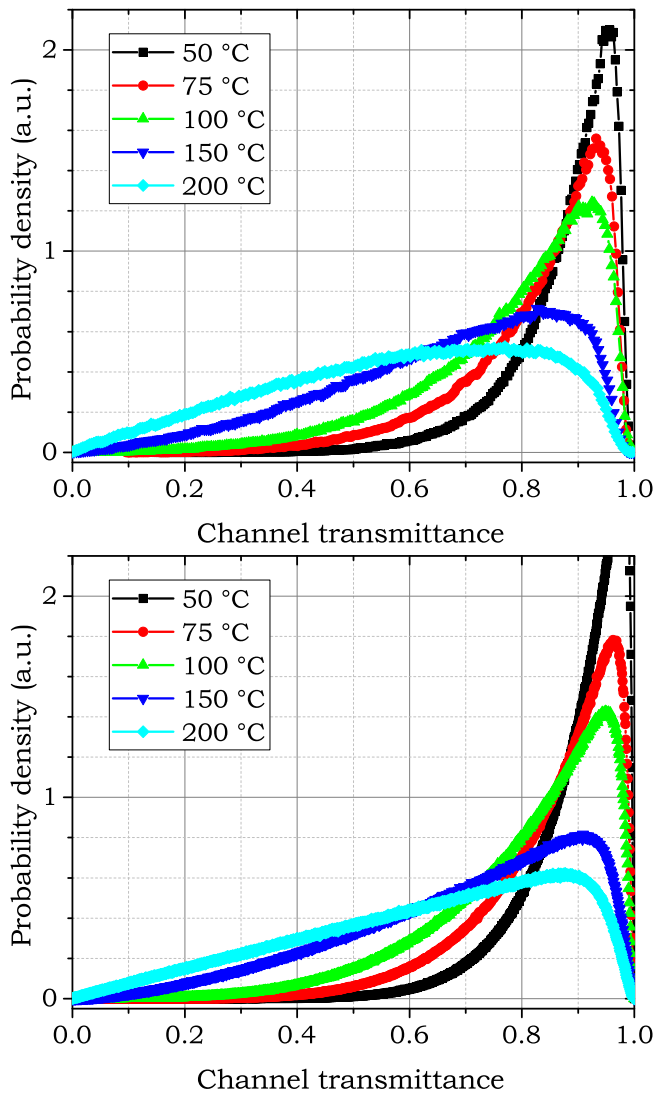 2
1
0
Probability density (a.u.)
50 °C
75 °C
100 °C
150 °C
200 °C
0.0 0.2 0.4 0.6 0.8 1.0
Channel transmittance
2
1
0
Probability density (a.u.)
50 °C
75 °C
100 °C
150 °C
200 °C
0.0 0.2 0.4 0.6 0.8 1.0
Channel transmittance